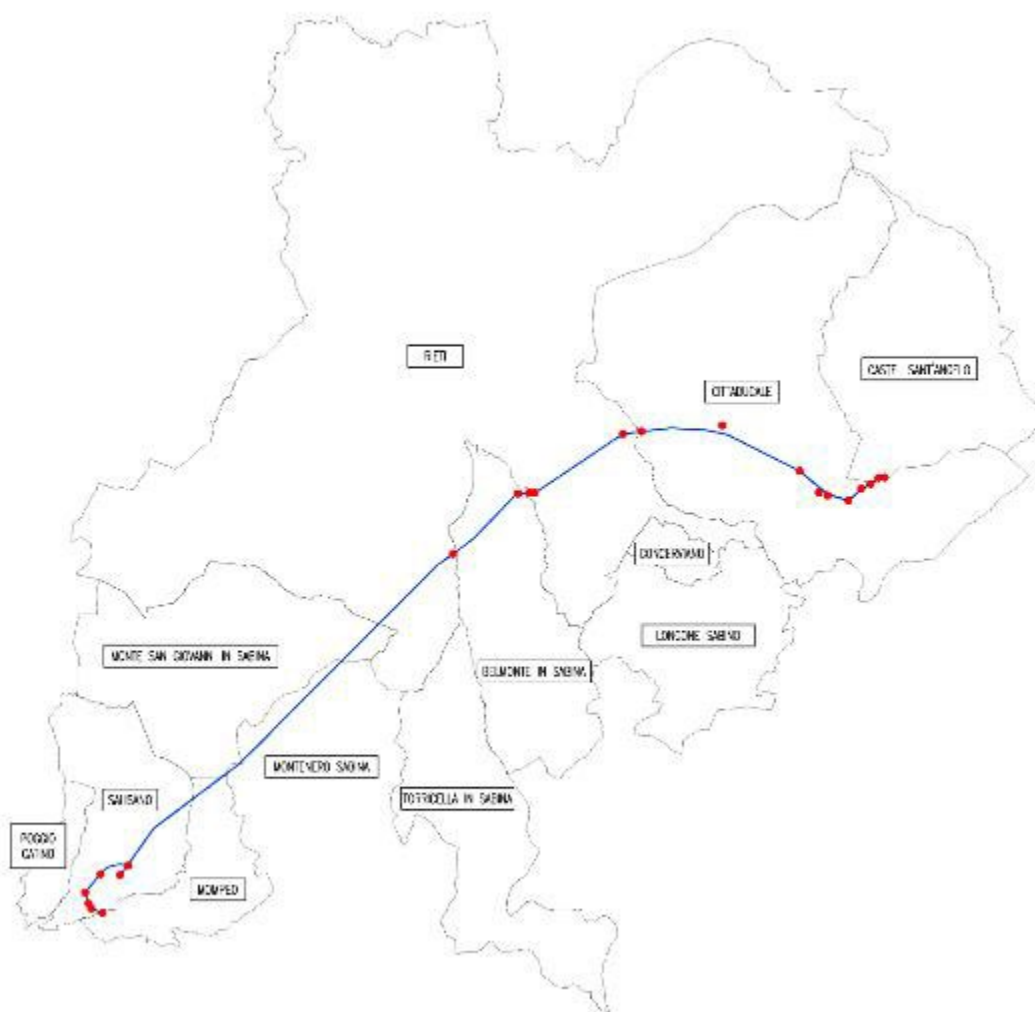 RIETI
CASTEL SANT'ANGELO
CITTADUCALE
CONCERVIANO
LONGONE SABINO
MONTE SAN GIOVANNI IN SABINA
BELMONTE IN SABINA
MONTENERO SABINA
SALISANO
TORRICELLA IN SABINA
POGGIO
CATINO
MOMPEO